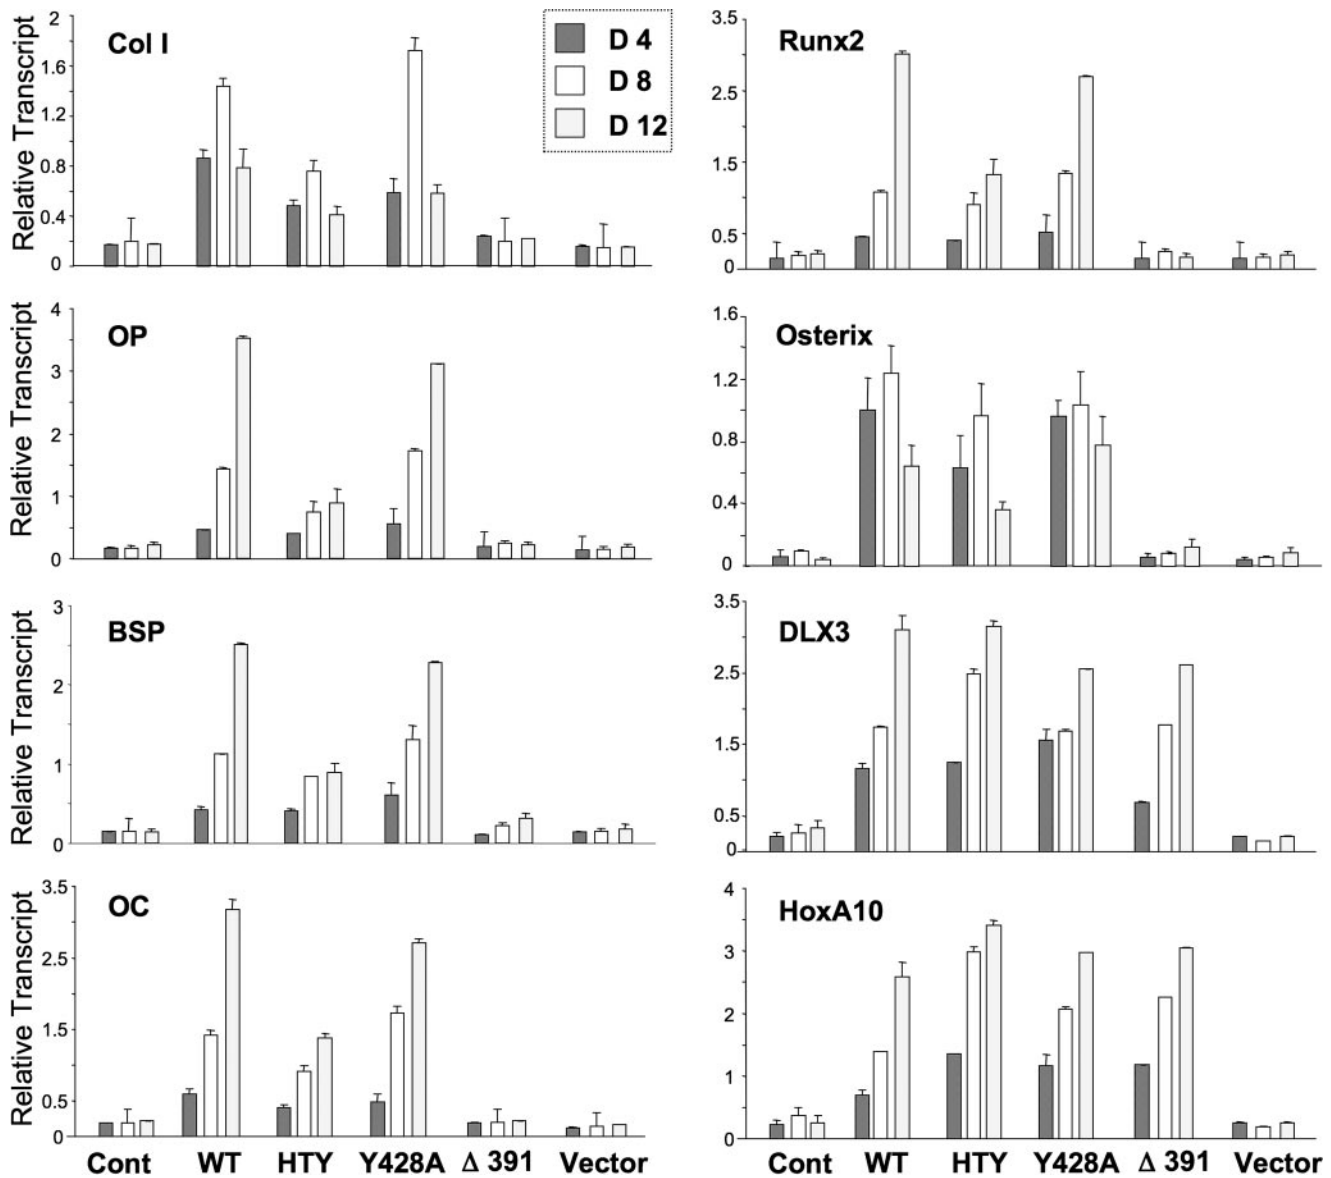 Col I
Relative Transcript
2
1.6
1.2
0.8
0.4
0
D 4
D 8
D 12
Runx2
3.5
2.5
1.5
0.5
0
OP
Relative Transcript
4
3
2
1
0
Osterix
1.6
1.2
0.8
0.4
0
BSP
Relative Transcript
3
2
1
0
DLX3
3.5
2.5
1.5
0.5
0
OC
Relative Transcript
3.5
2.5
1.5
0.5
0
Cont WT HTY Y428A Δ 391 Vector
HoxA10
4
3
2
1
0
Cont WT HTY Y428A Δ 391 Vector